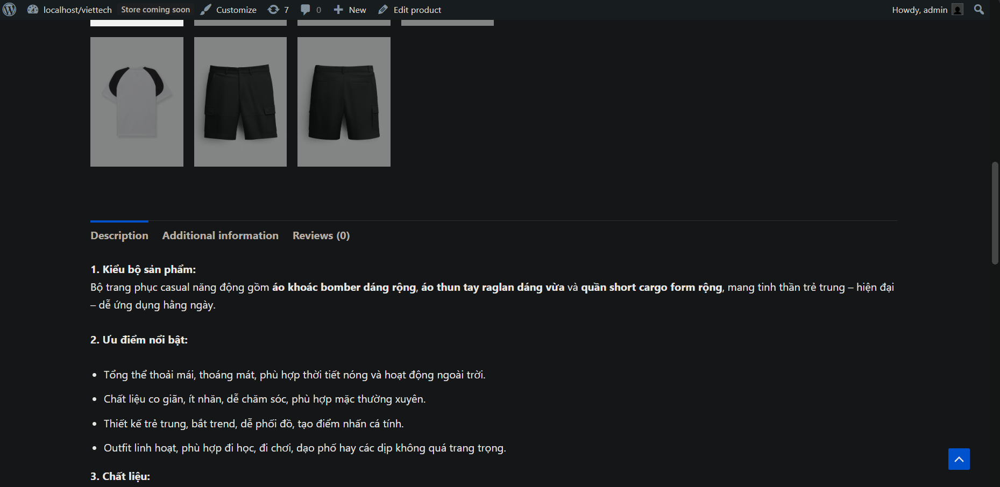 localhost/viettech Store coming soon Customize 7 0 New Edit product Howdy, admin
Description Additional information Reviews (0)
1. Kiểu bộ sản phẩm:
Bộ trang phục casual năng động gồm áo khoác bomber dáng rộng, áo thun tay raglan dáng vừa và quần short cargo form rộng, mang tinh thần trẻ trung – hiện đại
– dễ ứng dụng hằng ngày.
2. Ưu điểm nổi bật:
• Tổng thể thoải mái, thoáng mát, phù hợp thời tiết nóng và hoạt động ngoài trời.
• Chất liệu co giãn, ít nhăn, dễ chăm sóc, phù hợp mặc thường xuyên.
• Thiết kế trẻ trung, bắt trend, dễ phối đồ, tạo điểm nhấn cá tính.
• Outfit linh hoạt, phù hợp đi học, đi chơi, dạo phố hay các dịp không quá trang trọng.
3. Chất liệu: